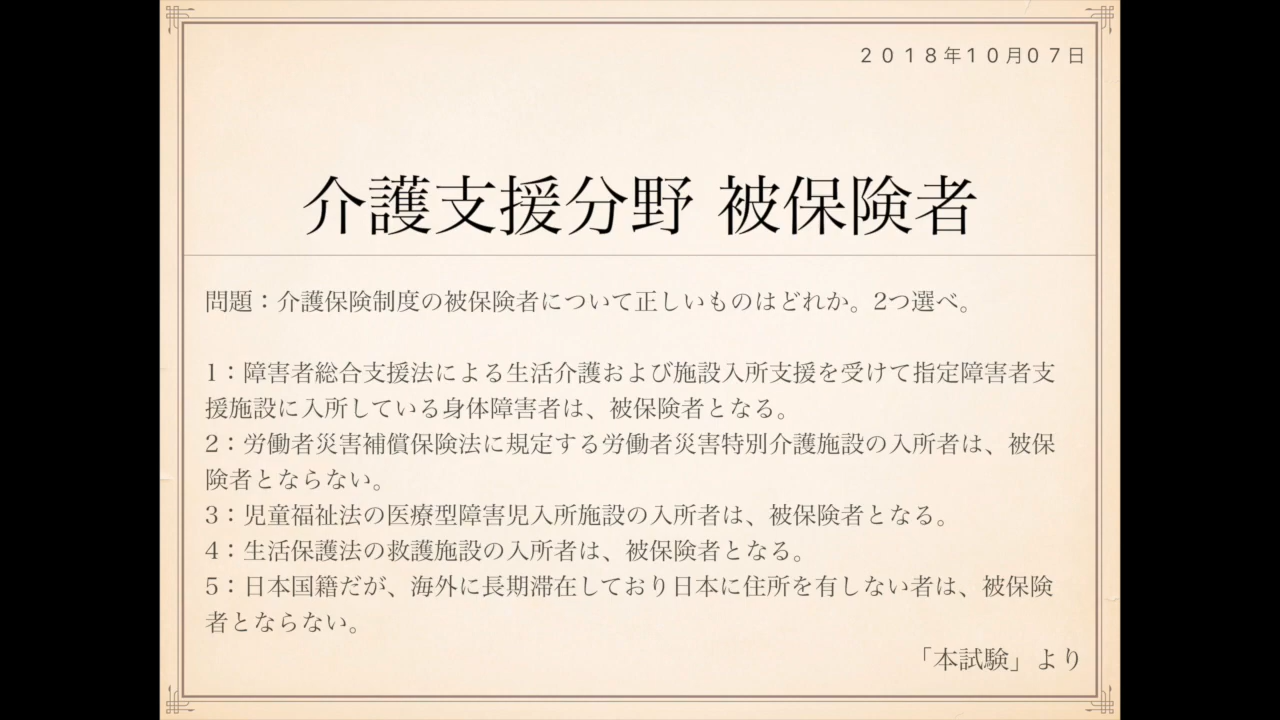 ２０１８年１０月０７日
介護支援分野 被保険者
問題：介護保険制度の被保険者について正しいものはどれか。2つ選べ。
1：障害者総合支援法による生活介護および施設入所支援を受けて指定障害者支
援施設に入所している身体障害者は、被保険者となる。
2：労働者災害補償保険法に規定する労働者災害特別介護施設の入所者は、被保
険者とならない。
3：児童福祉法の医療型障害児入所施設の入所者は、被保険者となる。
4：生活保護法の救護施設の入所者は、被保険者となる。
5：日本国籍だが、海外に長期滞在しており日本に住所を有しない者は、被保険
者とならない。
「本試験」より